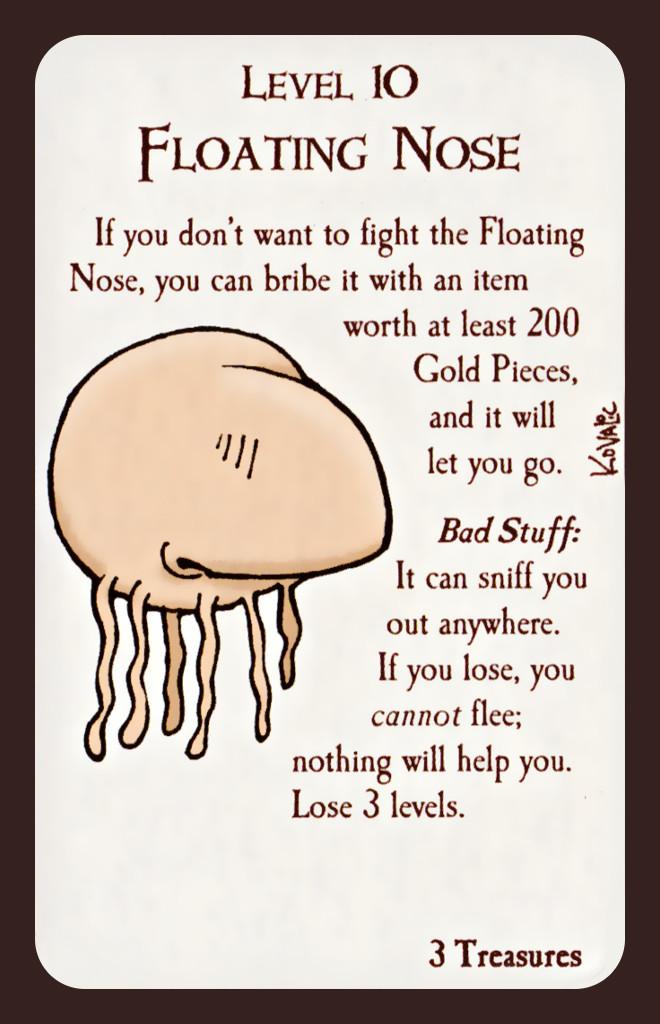 Level 10
Floating Nose
If you don't want to fight the Floating
Nose, you can bribe it with an item
worth at least 200
Gold Pieces,
and it will
let you go.
Kovalic
Bad Stuff:
It can sniff you
out anywhere.
If you lose, you
cannot flee;
nothing will help you.
Lose 3 levels.
3 Treasures